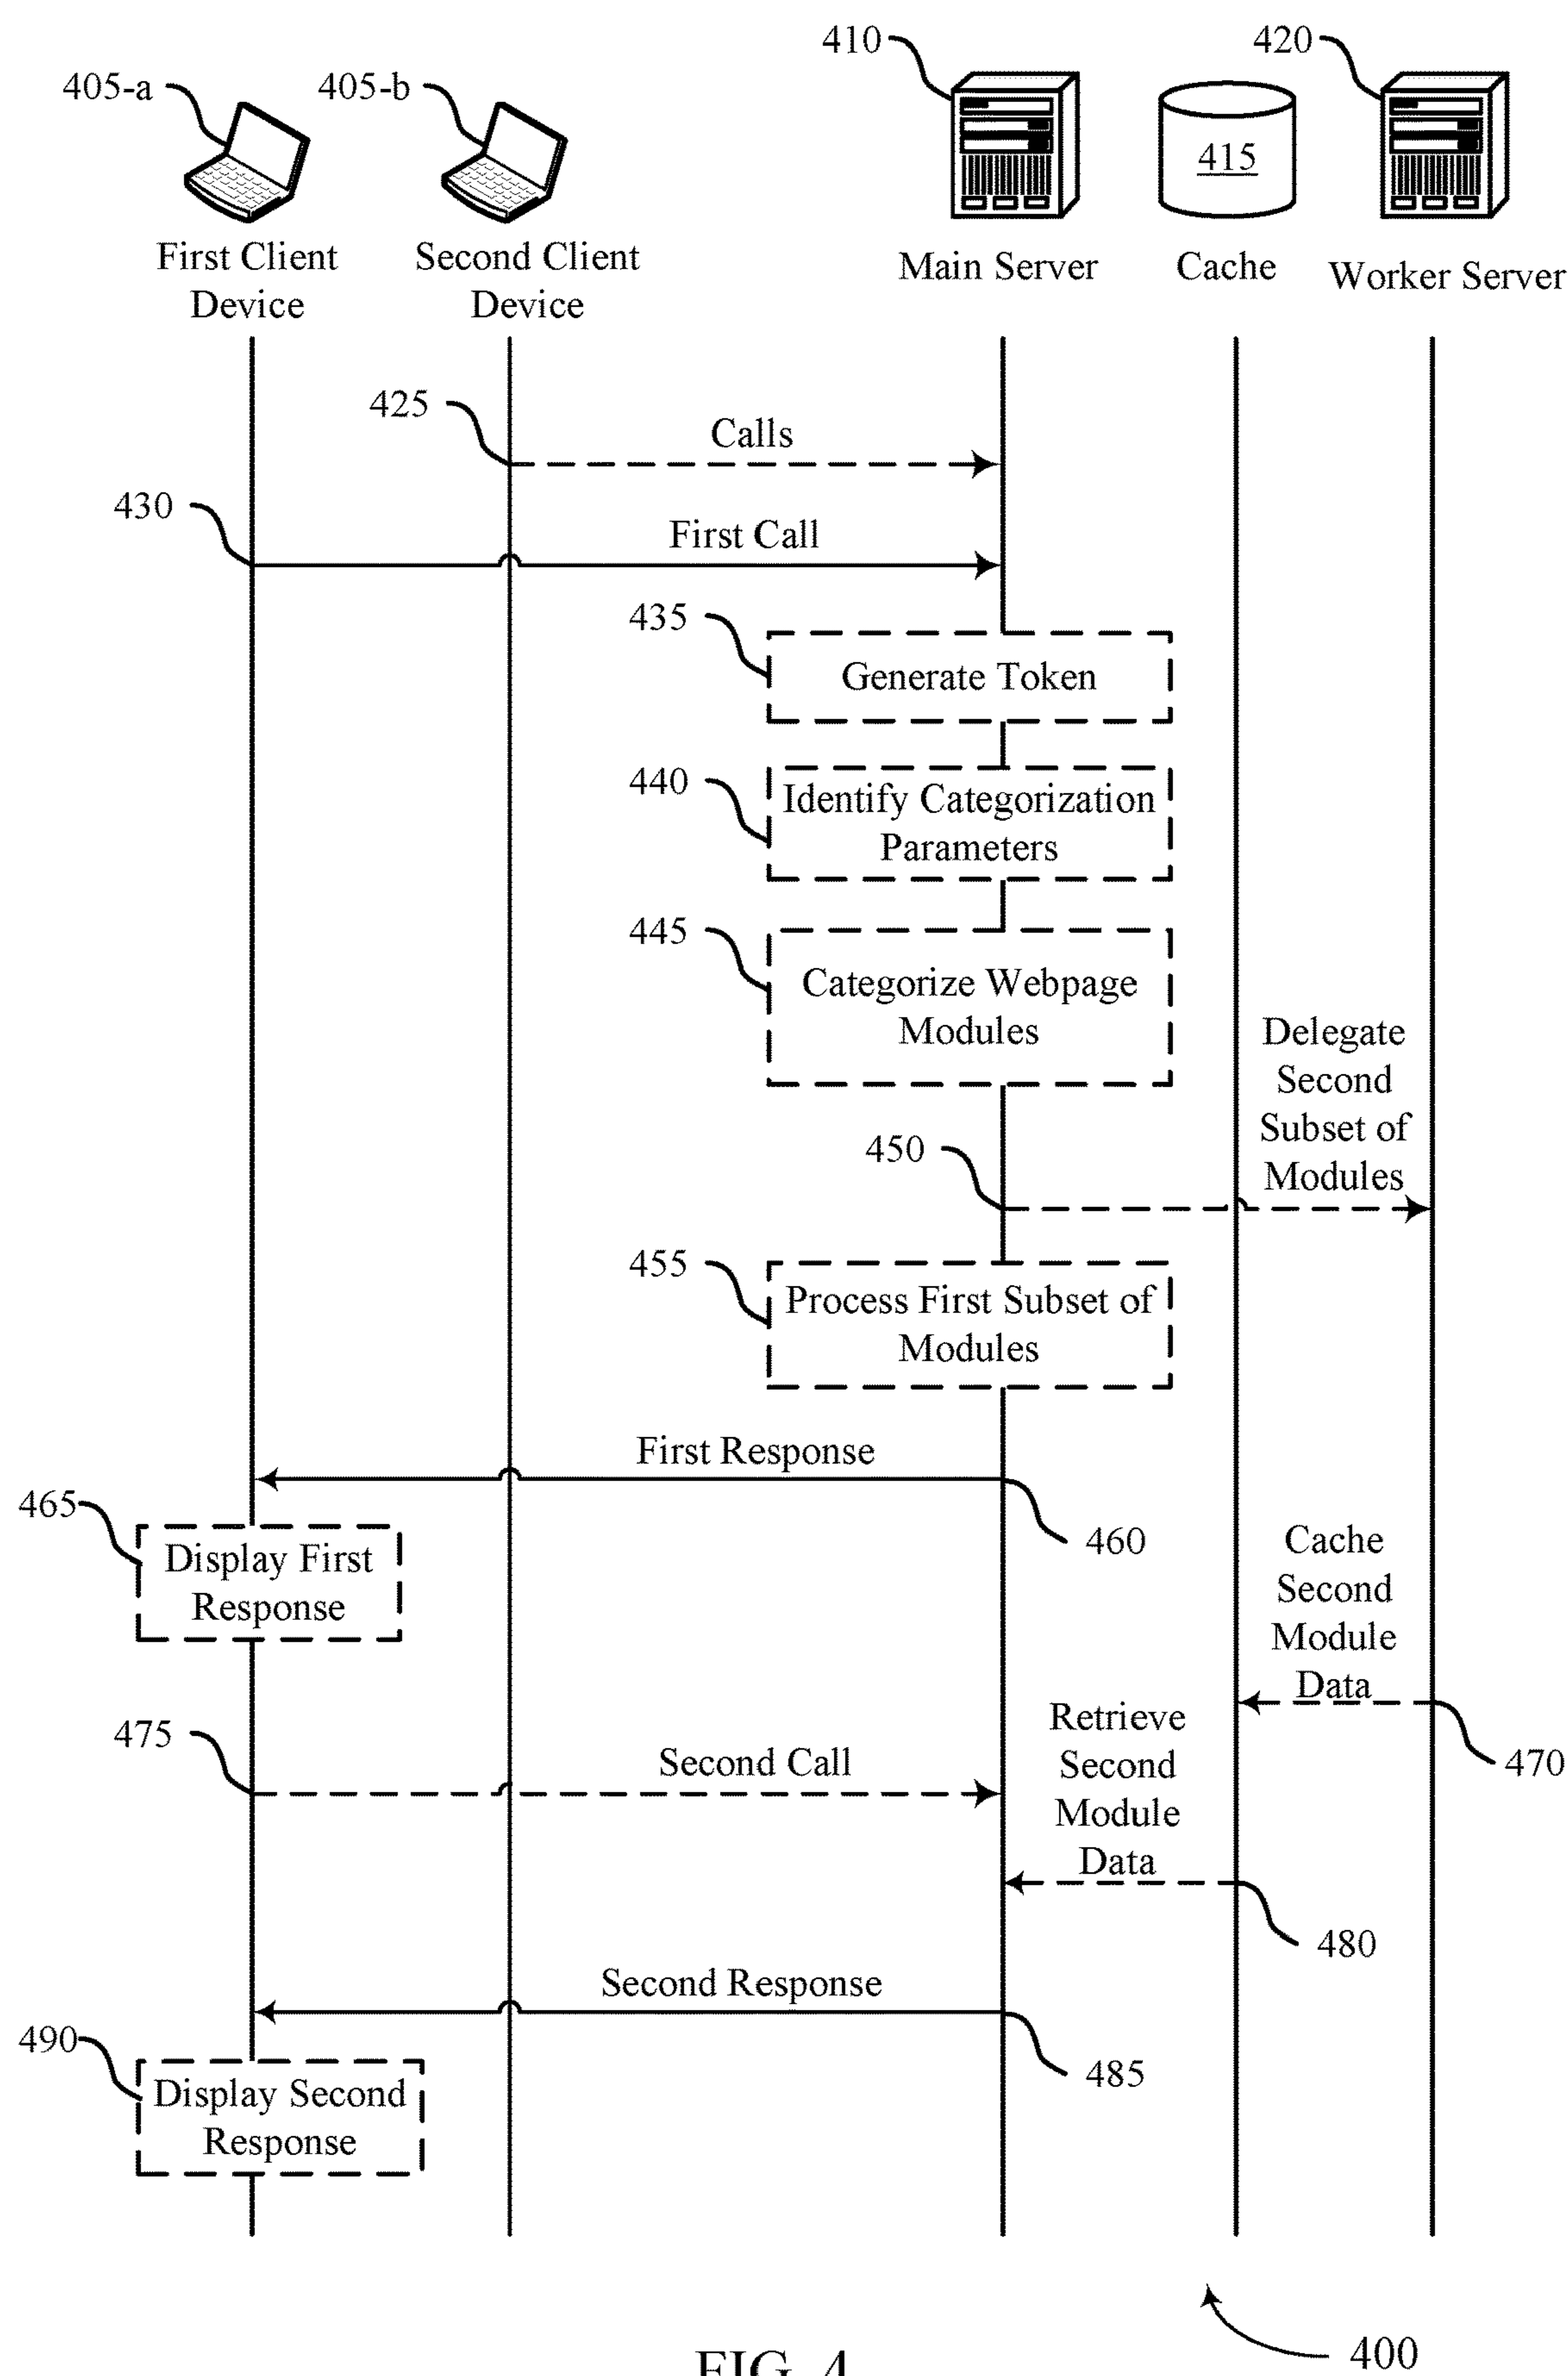 410
420
405-a
405-b
415
First Client
Device
Second Client
Device
Main Server
Cache
Worker Server
425
Calls
430
First Call
435
Generate Token
440
Identify Categorization
Parameters
445
Categorize Webpage
Modules
Delegate
Second
Subset of
Modules
450
455
Process First Subset of
Modules
First Response
460
465
Display First
Response
Cache
Second
Module
Data
470
475
Second Call
Retrieve
Second
Module
Data
480
Second Response
485
490
Display Second
Response
400
FIG. 4